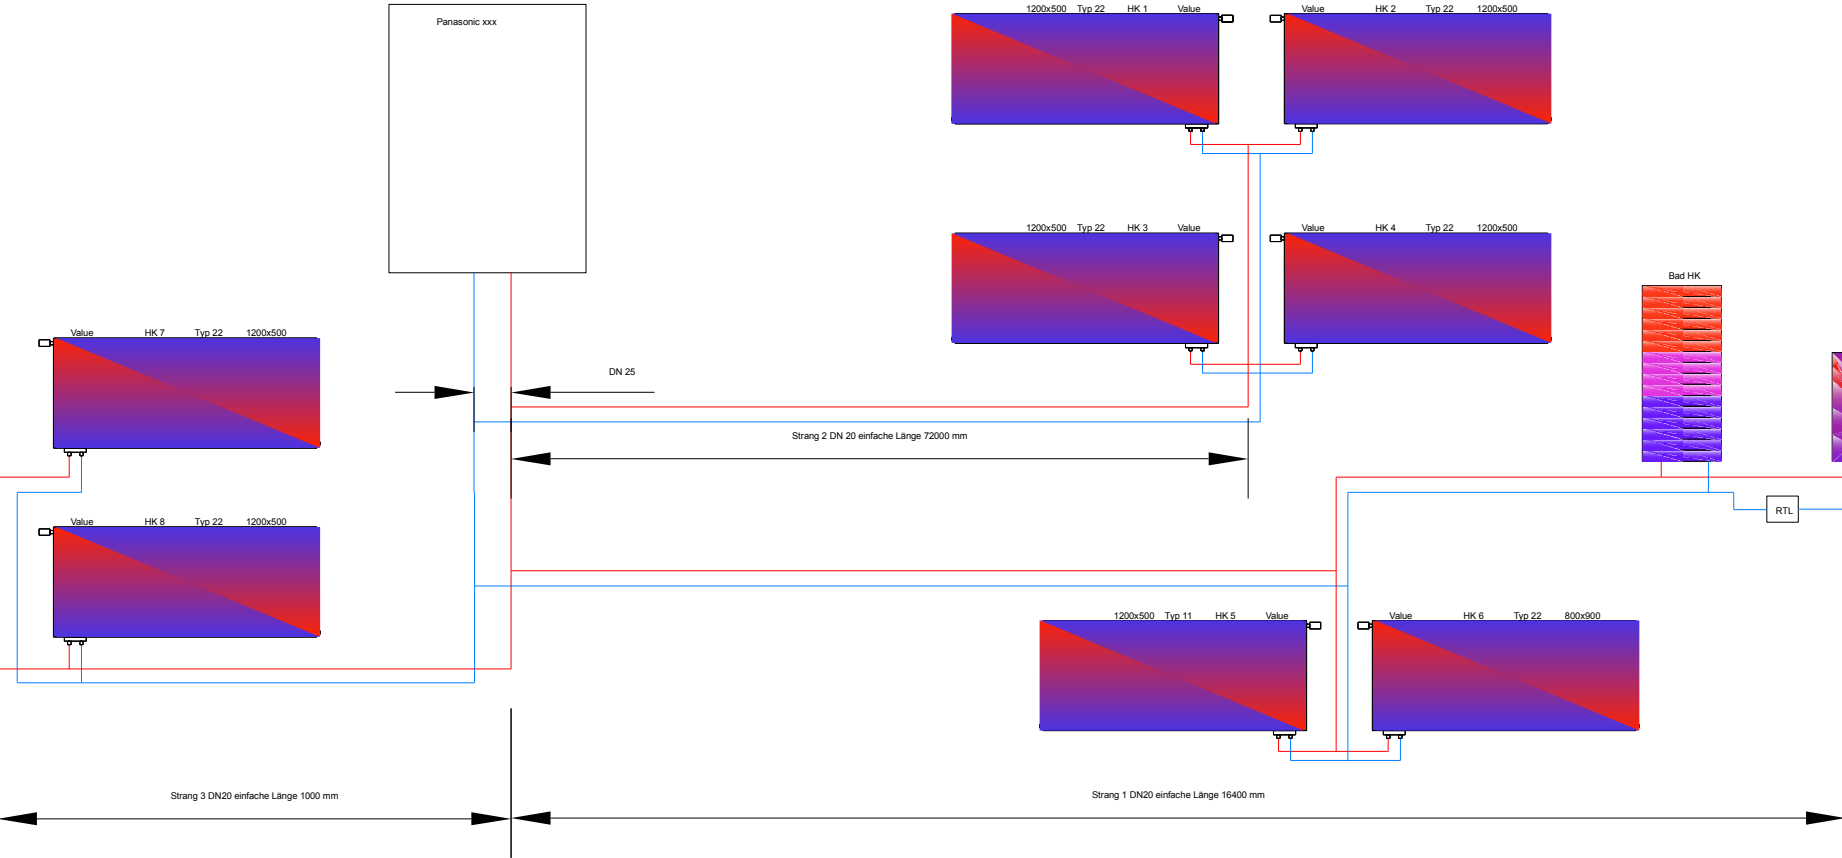 Panasonic xxx
1200x500 Typ 22 HK 1 Value
Value HK 2 Typ 22 1200x500
1200x500 Typ 22 HK 3 Value
Value HK 4 Typ 22 1200x500
Bad HK
Value HK 7 Typ 22 1200x500
DN 25
Strang 2 DN 20 einfache Länge 72000 mm
RTL
Value HK 8 Typ 22 1200x500
1200x500 Typ 11 HK 5 Value
Value HK 6 Typ 22 800x900
Strang 3 DN20 einfache Länge 1000 mm
Strang 1 DN20 einfache Länge 16400 mm